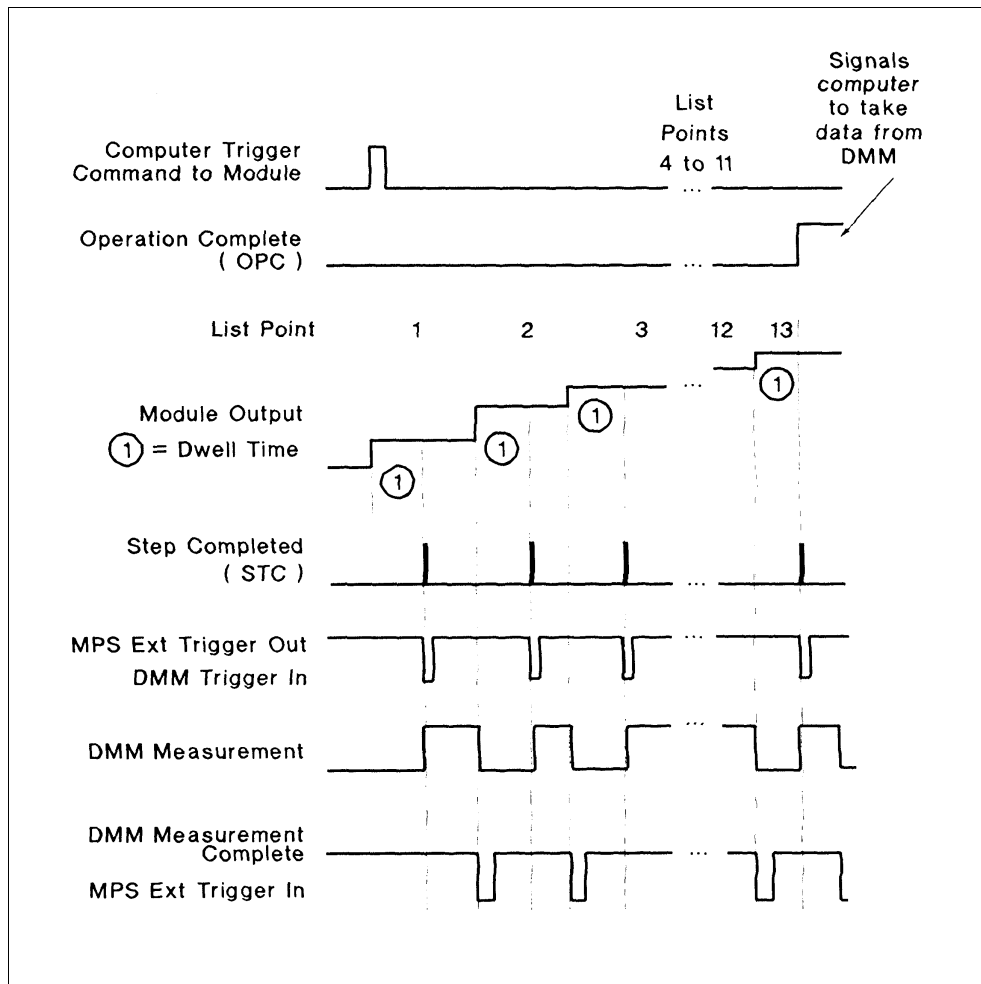 Signals
computer
to take
data from
DMM
List
Points
4 to 11
Computer Trigger
Command to Module
...
Operation Complete
( OPC )
...
List Point 1 2 3 12 13
...
Module Output
1 = Dwell Time
1
1
1
1
Step Completed
( STC )
...
MPS Ext Trigger Out
DMM Trigger In
...
DMM Measurement
...
DMM Measurement
Complete
...
MPS Ext Trigger In